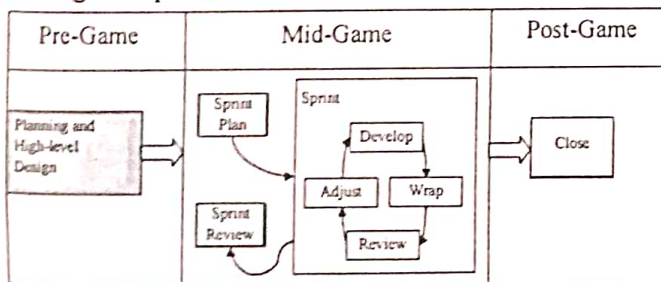 Pre-Game
Mid-Game
Post-Game
Planning and
High-level
Design
Sprint
Plan
Sprint
Review
Sprint
Develop
Adjust
Wrap
Review
Close